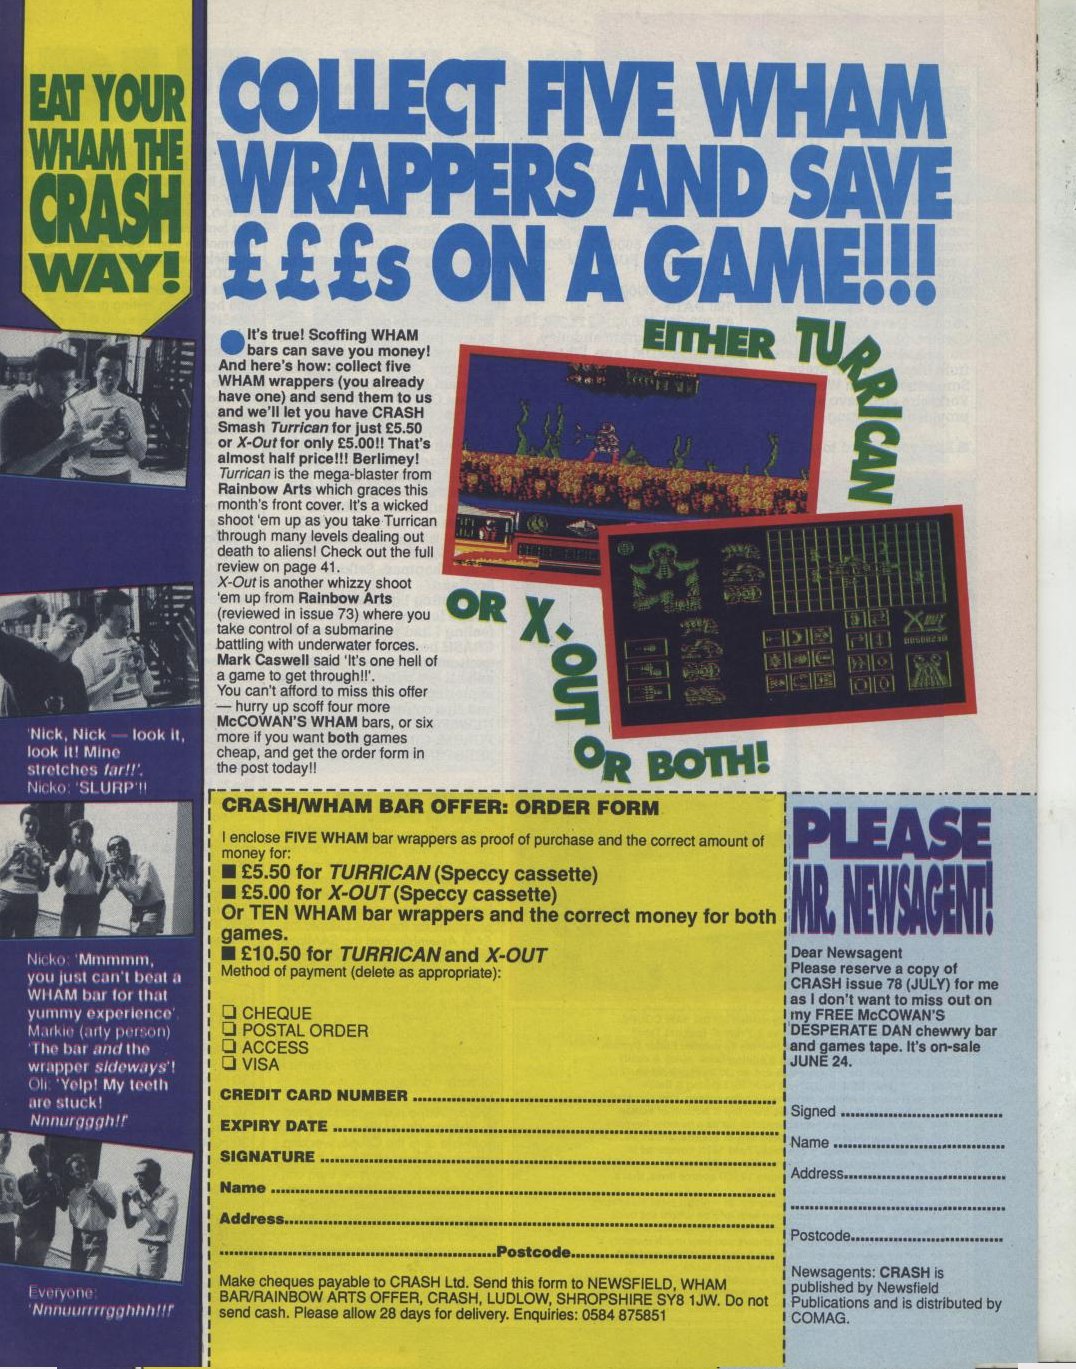 EAT YOUR
WHAM THE
CRASH
WAY!
'Nick, Nick — look it,
look it! Mine
stretches far!!'.
Nicko: 'SLURP'!!
Nicko: 'Mmmmm,
you just can't beat a
WHAM bar for that
yummy experience'.
Markie (arty person)
'The bar and the
wrapper sideways'!
Oli: 'Yelp! My teeth
are stuck!
Nnnurgggh!!'
Everyone:
'Nnnuurrrrgghhh!!!'
COLLECT FIVE WHAM
WRAPPERS AND SAVE
£££s ON A GAME!!!
It's true! Scoffing WHAM
bars can save you money!
And here's how: collect five
WHAM wrappers (you already
have one) and send them to us
and we'll let you have CRASH
Smash Turrican for just £5.50
or X-Out for only £5.00!! That's
almost half price!!! Berlimey!
Turrican is the mega-blaster from
Rainbow Arts which graces this
month's front cover. It's a wicked
shoot 'em up as you take Turrican
through many levels dealing out
death to aliens! Check out the full
review on page 41.
X-Out is another whizzy shoot
'em up from Rainbow Arts
(reviewed in issue 73) where you
take control of a submarine
battling with underwater forces.
Mark Caswell said 'It's one hell of
a game to get through!!'.
You can't afford to miss this offer
— hurry up scoff four more
McCOWAN'S WHAM bars, or six
more if you want both games
cheap, and get the order form in
the post today!!
EITHER TURRICAN
OR X-OUT
OR BOTH!
X-OUT
CRASH/WHAM BAR OFFER: ORDER FORM
I enclose FIVE WHAM bar wrappers as proof of purchase and the correct amount of
money for:
■ £5.50 for TURRICAN (Speccy cassette)
■ £5.00 for X-OUT (Speccy cassette)
Or TEN WHAM bar wrappers and the correct money for both
games.
■ £10.50 for TURRICAN and X-OUT
Method of payment (delete as appropriate):
❏ CHEQUE
❏ POSTAL ORDER
❏ ACCESS
❏ VISA
CREDIT CARD NUMBER
EXPIRY DATE
SIGNATURE
Name
Address
Postcode
Make cheques payable to CRASH Ltd. Send this form to NEWSFIELD, WHAM
BAR/RAINBOW ARTS OFFER, CRASH, LUDLOW, SHROPSHIRE SY8 1JW. Do not
send cash. Please allow 28 days for delivery. Enquiries: 0584 875851
PLEASE
MR. NEWSAGENT!
Dear Newsagent
Please reserve a copy of
CRASH issue 78 (JULY) for me
as I don't want to miss out on
my FREE McCOWAN'S
DESPERATE DAN chewwy bar
and games tape. It's on-sale
JUNE 24.
Signed
Name
Address
Postcode
Newsagents: CRASH is
published by Newsfield
Publications and is distributed by
COMAG.